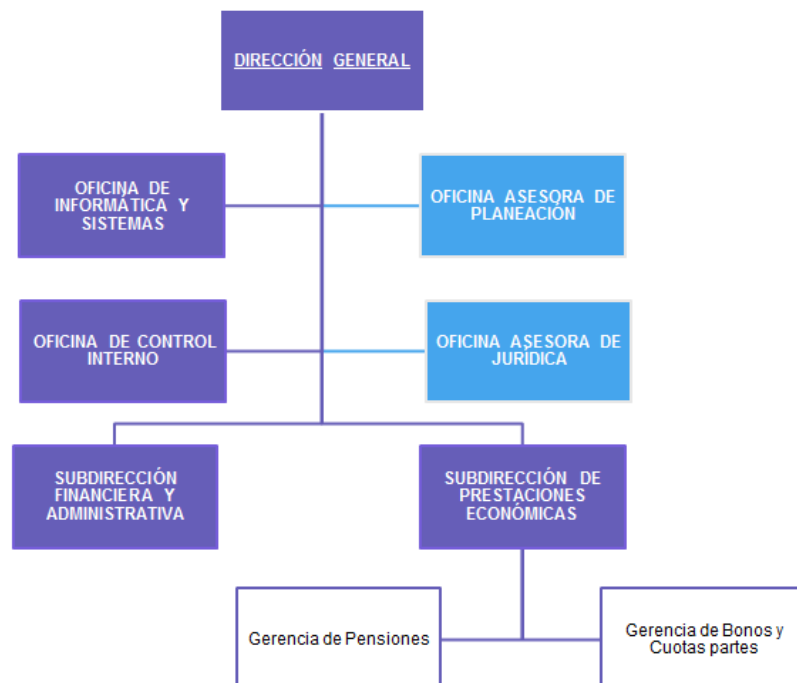 DIRECCIÓN GENERAL
OFICINA DE
INFORMÁTICA Y
SISTEMAS
OFICINA ASESORA DE
PLANEACIÓN
OFICINA DE CONTROL
INTERNO
OFICINA ASESORA DE
JURÍDICA
SUBDIRECCIÓN
FINANCIERA Y
ADMINISTRATIVA
SUBDIRECCIÓN DE
PRESTACIONES
ECONÓMICAS
Gerencia de Pensiones
Gerencia de Bonos y
Cuotas partes